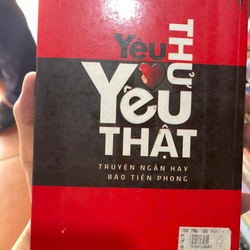 Yêu THỬ
Yêu THẬT
TRUYỆN NGẮN HAY
BÁO TIỀN PHONG